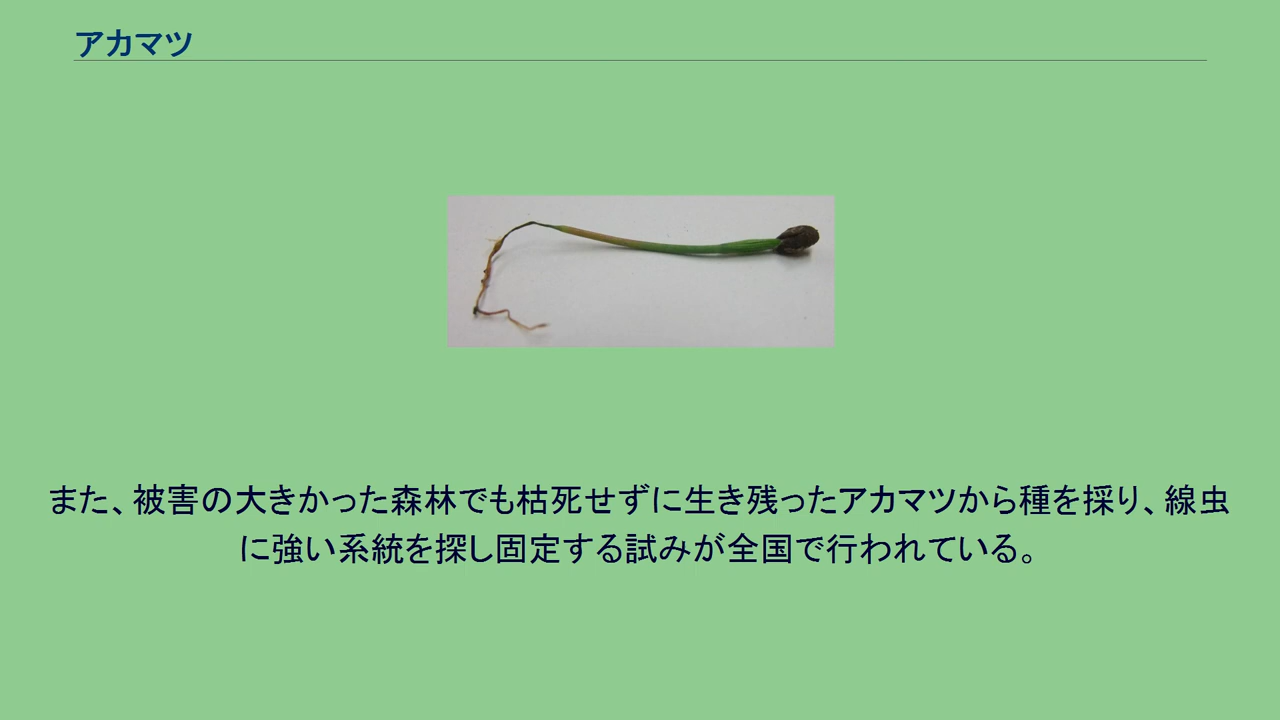 アカマツ
また、被害の大きかった森林でも枯死せずに生き残ったアカマツから種を採り、線虫
に強い系統を探し固定する試みが全国で行われている。